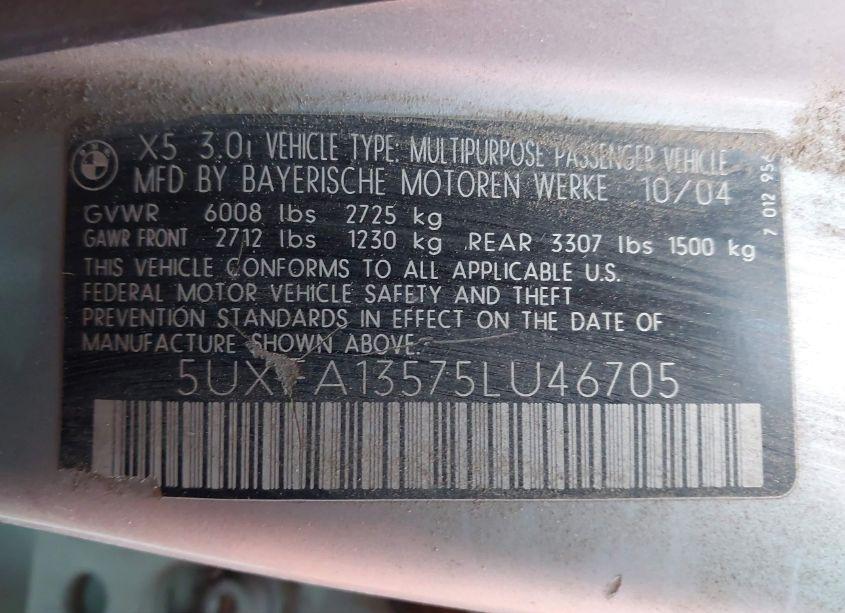 X5 3.0i VEHICLE TYPE: MULTIPURPOSE PASSENGER VEHICLE
MFD BY BAYERISCHE MOTOREN WERKE 10/04
GVWR 6008 lbs 2725 kg
GAWR FRONT 2712 lbs 1230 kg .REAR 3307 lbs 1500 kg
THIS VEHICLE CONFORMS TO ALL APPLICABLE U.S.
FEDERAL MOTOR VEHICLE SAFETY AND THEFT
PREVENTION STANDARDS IN EFFECT ON THE DATE OF
MANUFACTURE SHOWN ABOVE:
5UXFA13575LU46705
7 012 956